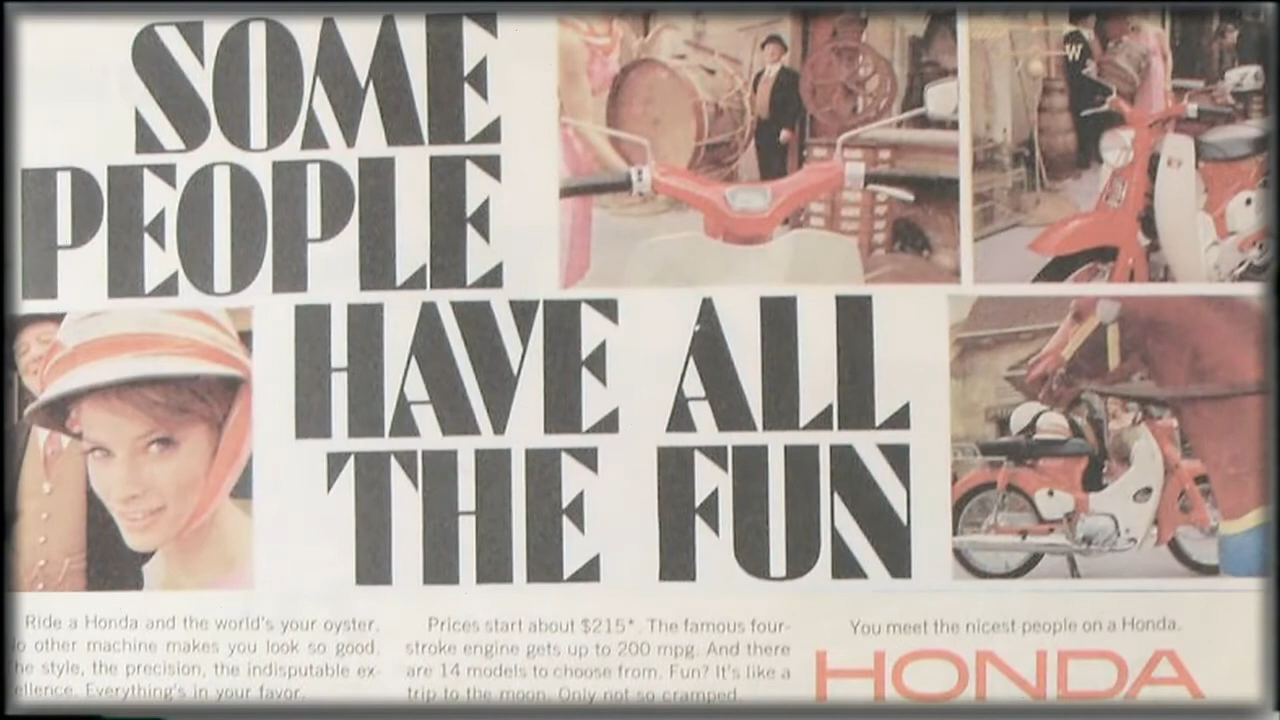 SOME
PEOPLE
HAVE ALL
THE FUN
Ride a Honda and the world's your oyster.
o other machine makes you look so good.
he style, the precision, the indisputable ex-
ellence. Everything's in your favor.
Prices start about $215*. The famous four-
stroke engine gets up to 200 mpg. And there
are 14 models to choose from. Fun? It's like a
trip to the moon. Only not so cramped.
You meet the nicest people on a Honda.
HONDA